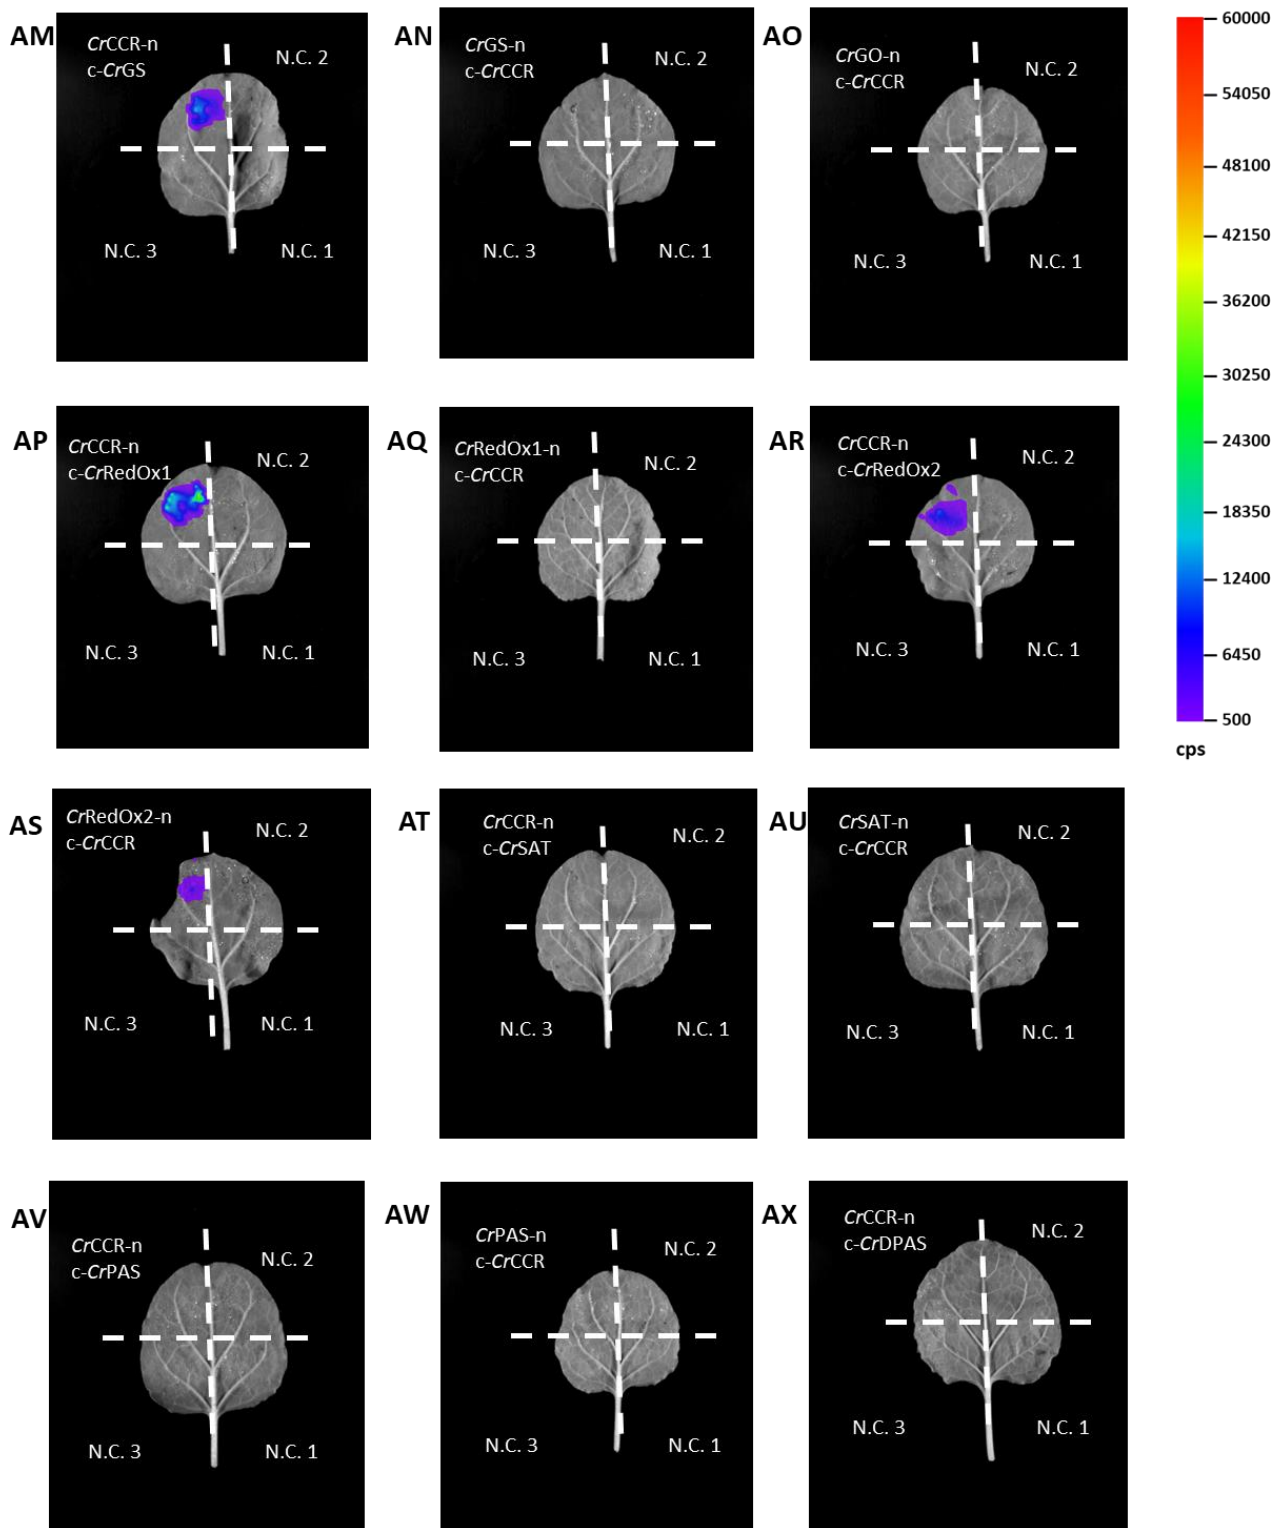 AM
CrCCR-n
c-CrGS
N.C. 2
N.C. 3
N.C. 1
AN
CrGS-n
c-CrCCR
N.C. 2
N.C. 3
N.C. 1
AO
CrGO-n
c-CrCCR
N.C. 2
N.C. 3
N.C. 1
60000
54050
48100
42150
36200
30250
24300
18350
12400
6450
500
cps
AP
CrCCR-n
c-CrRedOx1
N.C. 2
N.C. 3
N.C. 1
AQ
CrRedOx1-n
c-CrCCR
N.C. 2
N.C. 3
N.C. 1
AR
CrCCR-n
c-CrRedOx2
N.C. 2
N.C. 3
N.C. 1
AS
CrRedOx2-n
c-CrCCR
N.C. 2
N.C. 3
N.C. 1
AT
CrCCR-n
c-CrSAT
N.C. 2
N.C. 3
N.C. 1
AU
CrSAT-n
c-CrCCR
N.C. 2
N.C. 3
N.C. 1
AV
CrCCR-n
c-CrPAS
N.C. 2
N.C. 3
N.C. 1
AW
CrPAS-n
c-CrCCR
N.C. 2
N.C. 3
N.C. 1
AX
CrCCR-n
c-CrDPAS
N.C. 2
N.C. 3
N.C. 1